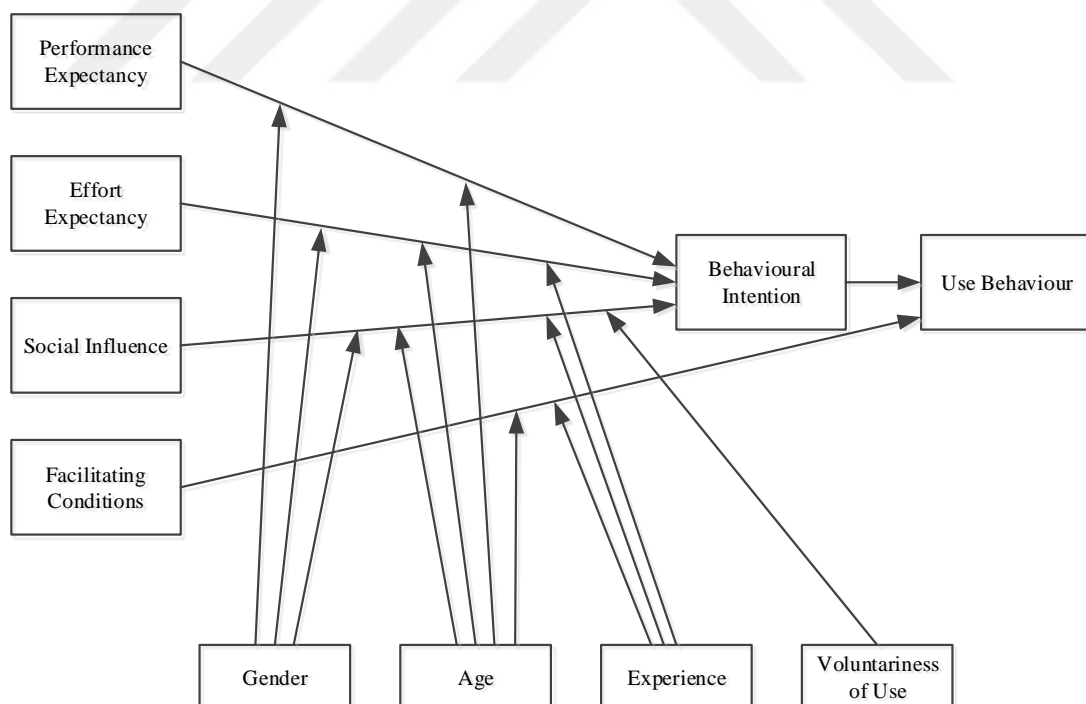 Performance
Expectancy
Effort
Expectancy
Social Influence
Facilitating
Conditions
Behavioural
Intention
Use Behaviour
Gender
Age
Experience
Voluntariness
of Use